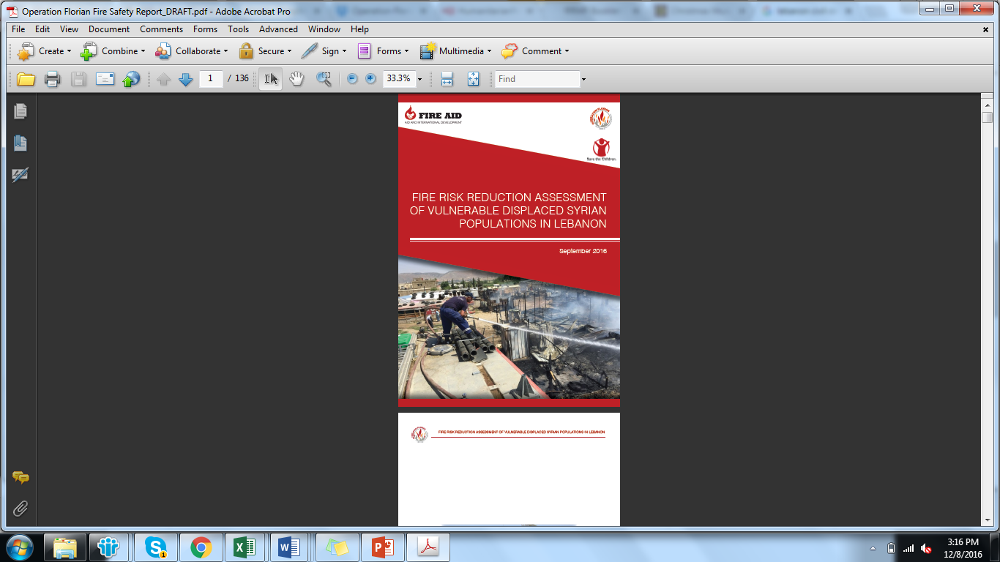 Operation Florian Fire Safety Report_DRAFT.pdf - Adobe Acrobat Pro
File Edit View Document Comments Forms Tools Advanced Window Help
Create Combine Collaborate Secure Sign Forms Multimedia Comment
1 / 136 33.3% Find
FIRE AID
AID AND INTERNATIONAL DEVELOPMENT
Save the Children
FIRE RISK REDUCTION ASSESSMENT
OF VULNERABLE DISPLACED SYRIAN
POPULATIONS IN LEBANON
September 2016
FIRE RISK REDUCTION ASSESSMENT OF VULNERABLE DISPLACED SYRIAN POPULATIONS IN LEBANON
1
3:16 PM
12/8/2016